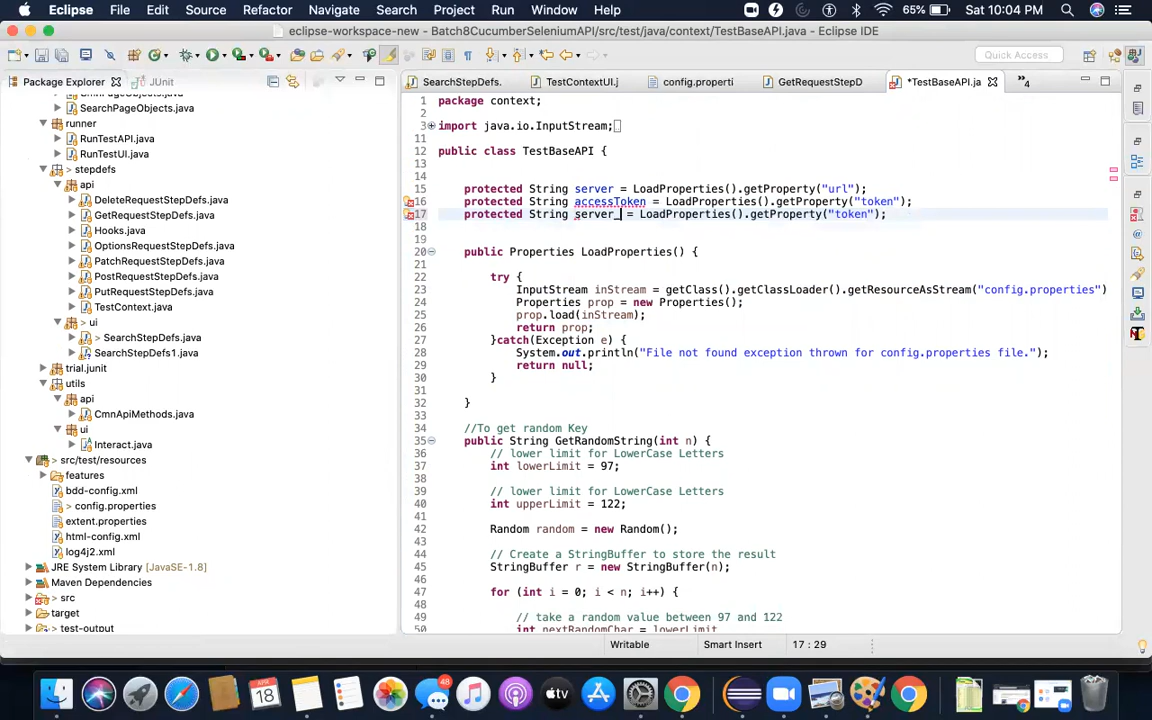 Eclipse File Edit Source Refactor Navigate Search Project Run Window Help 65% Sat 10:04 PM
eclipse-workspace-new - Batch8CucumberSeleniumAPI/src/test/java/context/TestBaseAPI.java - Eclipse IDE
Quick Access
Package Explorer JUnit
SearchPageObjects.java
runner
RunTestAPI.java
RunTestUI.java
> stepdefs
api
DeleteRequestStepDefs.java
GetRequestStepDefs.java
Hooks.java
OptionsRequestStepDefs.java
PatchRequestStepDefs.java
PostRequestStepDefs.java
PutRequestStepDefs.java
TestContext.java
> ui
> SearchStepDefs.java
SearchStepDefs1.java
trial.junit
utils
api
CmnApiMethods.java
ui
Interact.java
> src/test/resources
features
bdd-config.xml
> config.properties
extent.properties
html-config.xml
log4j2.xml
JRE System Library [JavaSE-1.8]
Maven Dependencies
> src
target
test-output
SearchStepDefs. TestContextUI.j config.properti GetRequestStepD *TestBaseAPI.ja »4
1 package context;
2
3 import java.io.InputStream;
11
12 public class TestBaseAPI {
13
14
15 protected String server = LoadProperties().getProperty("url");
16 protected String accessToken = LoadProperties().getProperty("token");
17 protected String server_ = LoadProperties().getProperty("token");
18
19
20 public Properties LoadProperties() {
21
22 try {
23 InputStream inStream = getClass().getClassLoader().getResourceAsStream("config.properties")
24 Properties prop = new Properties();
25 prop.load(inStream);
26 return prop;
27 }catch(Exception e) {
28 System.out.println("File not found exception thrown for config.properties file.");
29 return null;
30 }
31
32 }
33
34 //To get random Key
35 public String GetRandomString(int n) {
36 // lower limit for LowerCase Letters
37 int lowerLimit = 97;
38
39 // lower limit for LowerCase Letters
40 int upperLimit = 122;
41
42 Random random = new Random();
43
44 // Create a StringBuffer to store the result
45 StringBuffer r = new StringBuffer(n);
46
47 for (int i = 0; i < n; i++) {
48
49 // take a random value between 97 and 122
50 int nextRandomChar = lowerLimit
Writable Smart Insert 17 : 29
48
APR
18
tv